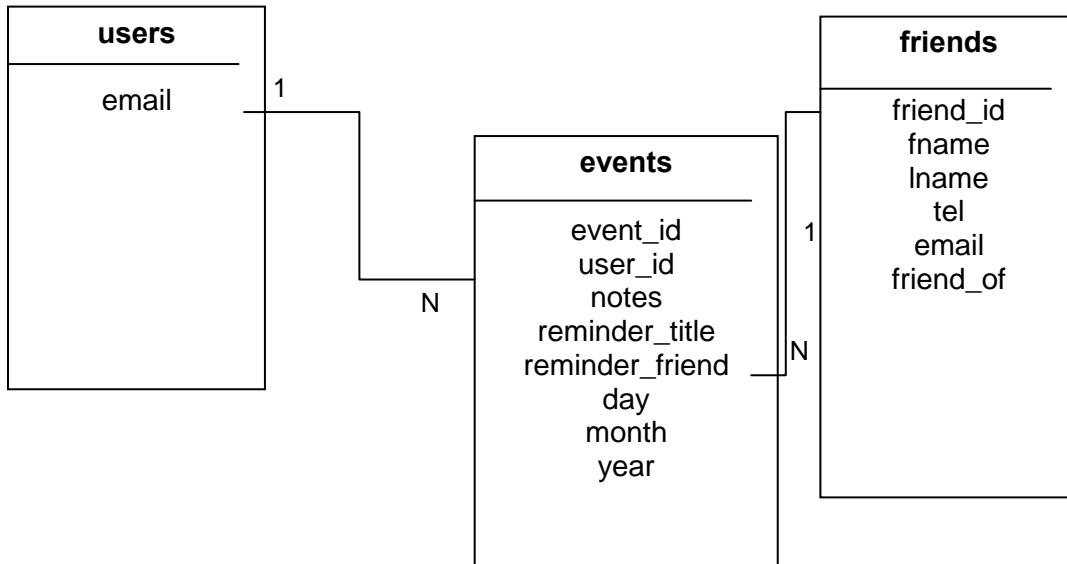 users
email
1
N
events
event_id
user_id
notes
reminder_title
reminder_friend
day
month
year
1
N
friends
friend_id
fname
lname
tel
email
friend_of